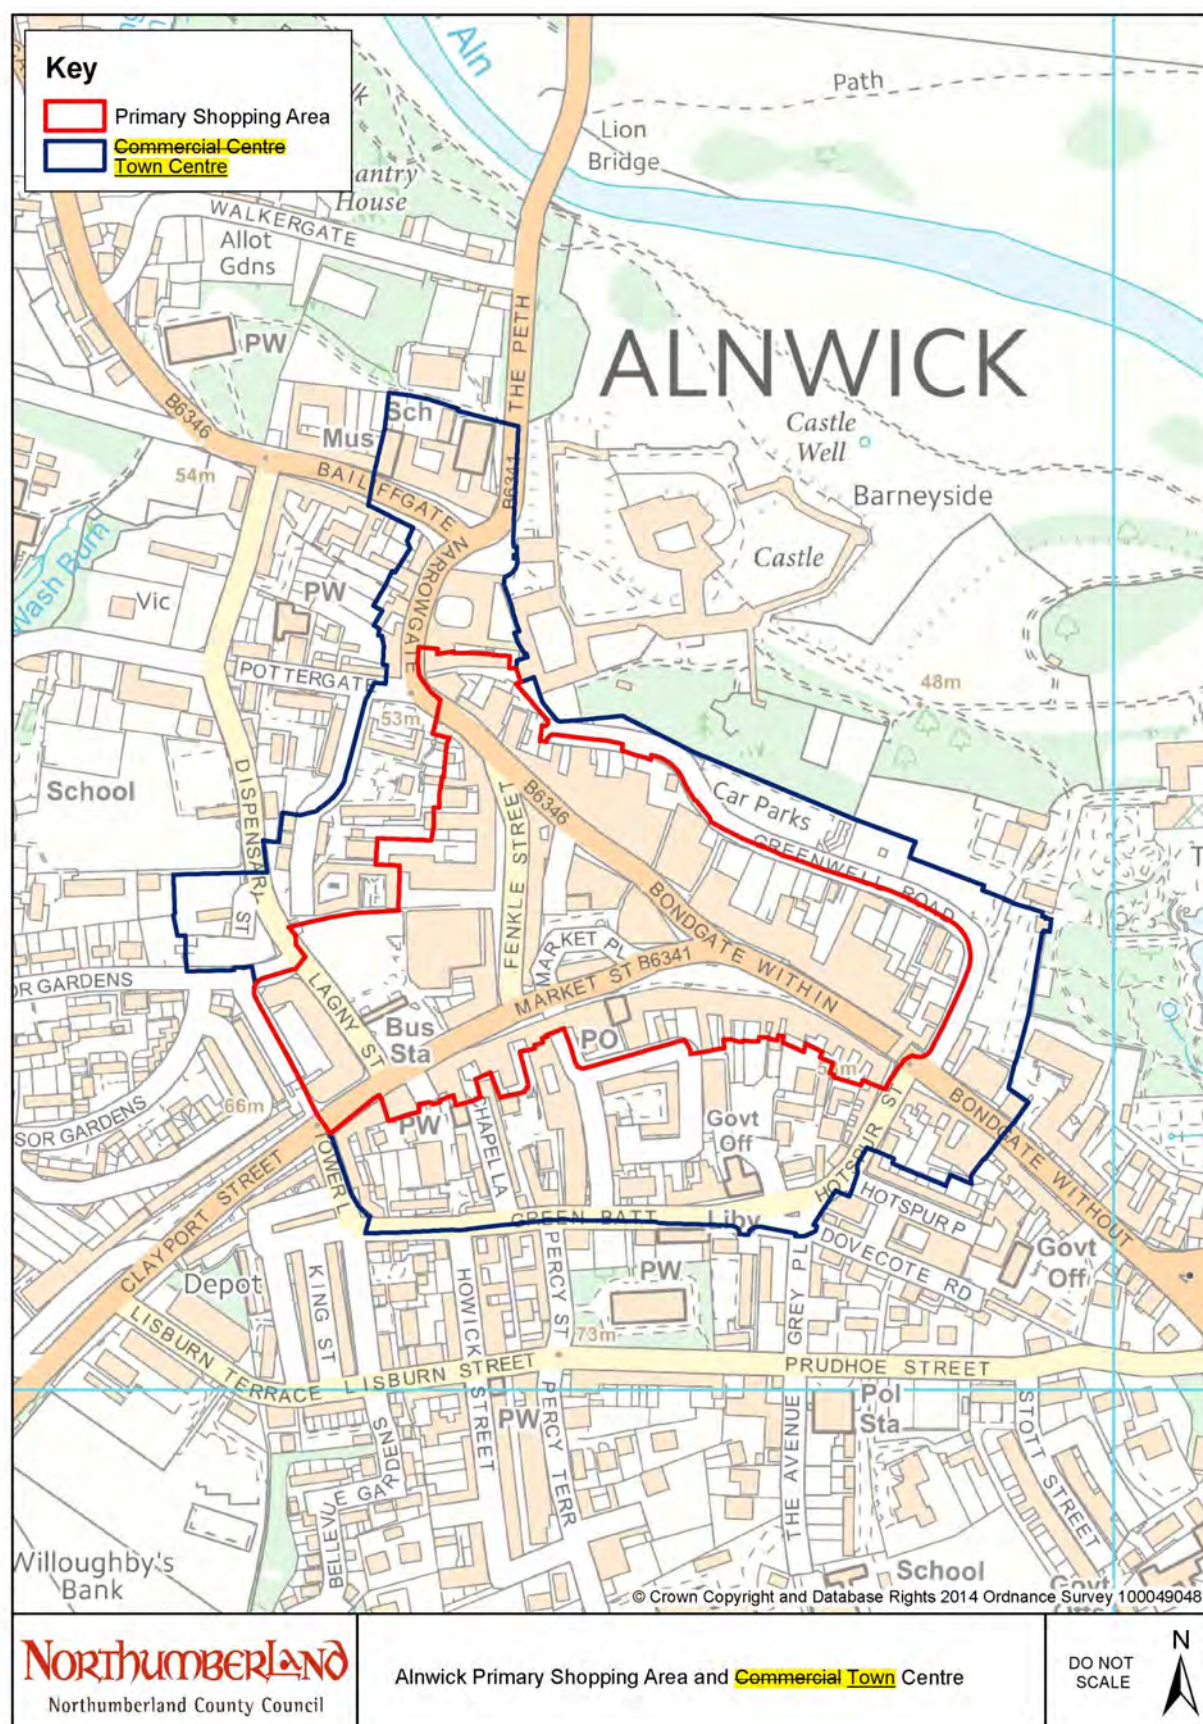 Key
Primary Shopping Area
Commercial Centre
Town Centre
Aln
Path
Lion
Bridge
antry
House
WALKERGATE
Allot
Gdns
PW
THE PETH
ALNWICK
B6346
Sch
Mus
Castle
Well
54m
BAILIFFGATE
B6341
Barneyside
NARROWGATE
Castle
Wash Burn
Vic
PW
POTTERGATE
48m
53m
School
DISPENSARY
ST
B6346
Car Parks
FENKLE STREET
GREENWELL ROAD
BONDGATE WITHIN
MARKET PL
MARKET ST B6341
OR GARDENS
LAGNY ST
Bus
Sta
PO
66m
SOR GARDENS
PW
CHAPEL LA
Govt
Off
HOTSPUR ST
BONDGATE WITHOUT
TOWER L
CLAYPORT STREET
GREEN BATT
Liby
HOTSPUR P
DOVECOTE RD
Govt
Off
Depot
KING ST
HOWICK
STREET
PERCY ST
PW
GREY PL
73m
LISBURN TERRACE
LISBURN STREET
PRUDHOE STREET
PW
PERCY TERR
THE AVENUE
Pol
Sta
STOTT STREET
BELLEVUE GARDENS
Willoughby's
Bank
School
Govt
© Crown Copyright and Database Rights 2014 Ordnance Survey 100049048
NORTHUMBERLAND
Northumberland County Council
Alnwick Primary Shopping Area and Commercial Town Centre
DO NOT
SCALE
N